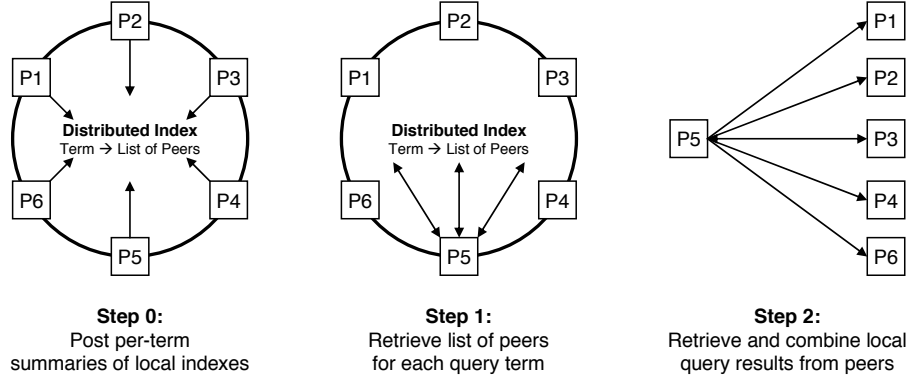 P2
P1
P3
Distributed Index
Term → List of Peers
P6
P4
P5
Step 0:
Post per-term
summaries of local indexes
P2
P1
P3
Distributed Index
Term → List of Peers
P6
P4
P5
Step 1:
Retrieve list of peers
for each query term
P1
P2
P5
P3
P4
P6
Step 2:
Retrieve and combine local
query results from peers